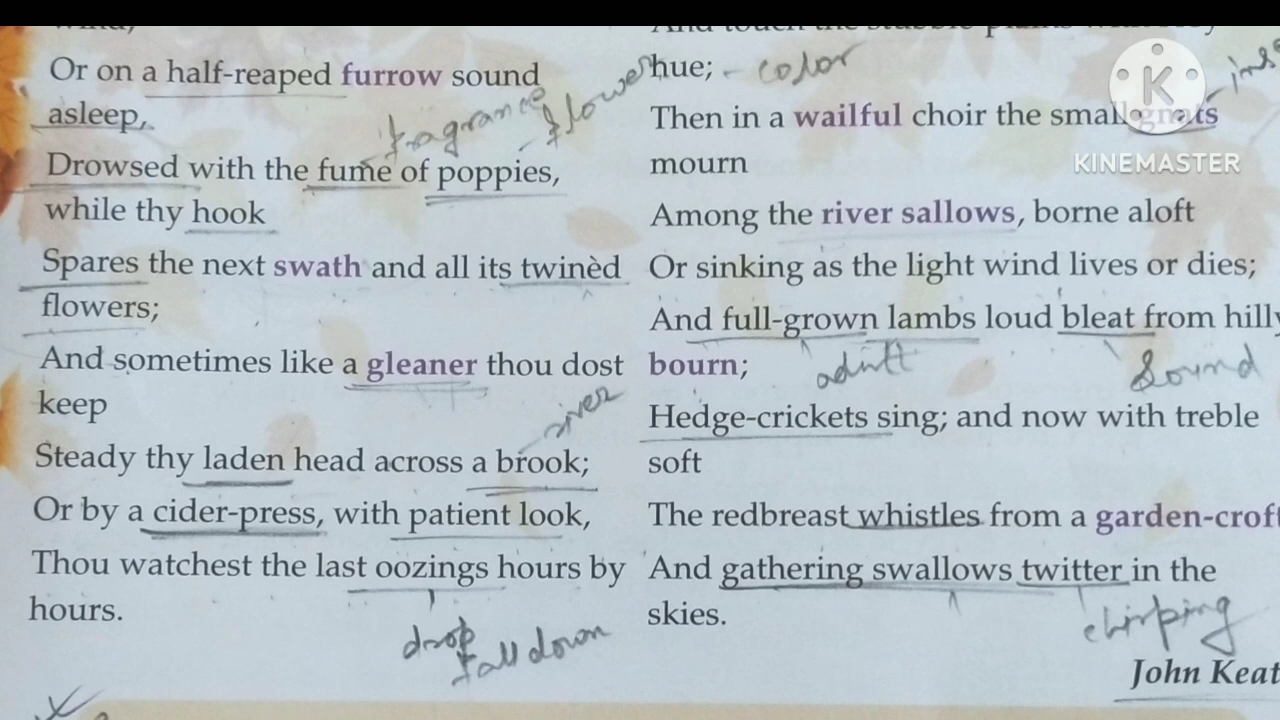 wind,
Or on a half-reaped furrow sound
asleep,
fragrance
flower
Drowsed with the fume of poppies,
while thy hook
Spares the next swath and all its twinèd
flowers;
And sometimes like a gleaner thou dost
keep
river
Steady thy laden head across a brook;
Or by a cider-press, with patient look,
Thou watchest the last oozings hours by
hours.
drop
fall down
hue; - color
Then in a wailful choir the small gnats
mourn
Among the river sallows, borne aloft
Or sinking as the light wind lives or dies;
And full-grown lambs loud bleat from hilly
bourn;
adult
Sound
Hedge-crickets sing; and now with treble
soft
The redbreast whistles from a garden-croft
And gathering swallows twitter in the
skies.
chirping
John Keat
K
KINEMASTER